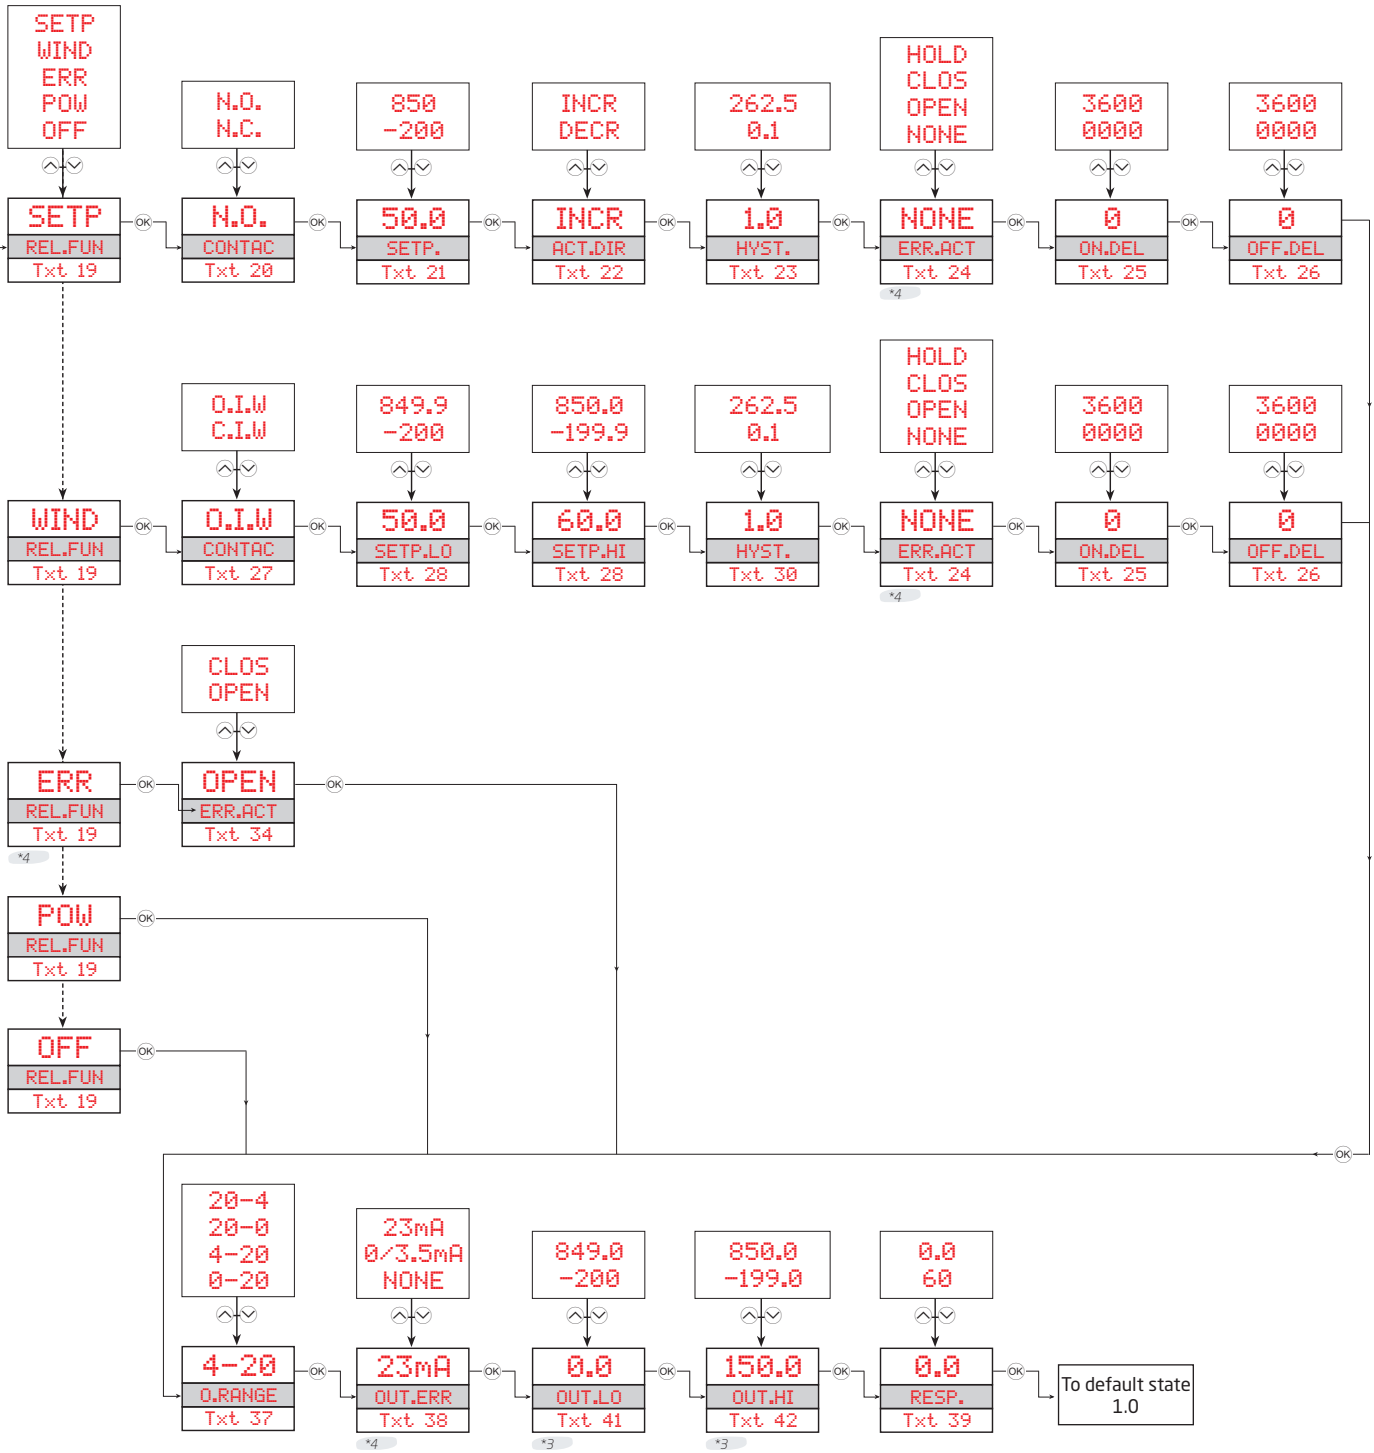 SETP
WIND
ERR
POW
OFF
N.O.
N.C.
850
-200
INCR
DECR
262.5
0.1
HOLD
CLOS
OPEN
NONE
3600
0000
3600
0000
SETP
REL.FUN
Txt 19
OK
N.O.
CONTAC
Txt 20
OK
50.0
SETP.
Txt 21
OK
INCR
ACT.DIR
Txt 22
OK
1.0
HYST.
Txt 23
OK
NONE
ERR.ACT
Txt 24
*4
OK
0
ON.DEL
Txt 25
OK
0
OFF.DEL
Txt 26
O.I.W
C.I.W
849.9
-200
850.0
-199.9
262.5
0.1
HOLD
CLOS
OPEN
NONE
3600
0000
3600
0000
WIND
REL.FUN
Txt 19
OK
O.I.W
CONTAC
Txt 27
OK
50.0
SETP.LO
Txt 28
OK
60.0
SETP.HI
Txt 28
OK
1.0
HYST.
Txt 30
OK
NONE
ERR.ACT
Txt 24
*4
OK
0
ON.DEL
Txt 25
OK
0
OFF.DEL
Txt 26
CLOS
OPEN
ERR
REL.FUN
Txt 19
*4
OK
OPEN
ERR.ACT
Txt 34
OK
POW
REL.FUN
Txt 19
OK
OFF
REL.FUN
Txt 19
OK
OK
20-4
20-0
4-20
0-20
23mA
0/3.5mA
NONE
849.0
-200
850.0
-199.0
0.0
60
4-20
O.RANGE
Txt 37
OK
23mA
OUT.ERR
Txt 38
*4
OK
0.0
OUT.LO
Txt 41
*3
OK
150.0
OUT.HI
Txt 42
*3
OK
0.0
RESP.
Txt 39
OK
To default state
1.0